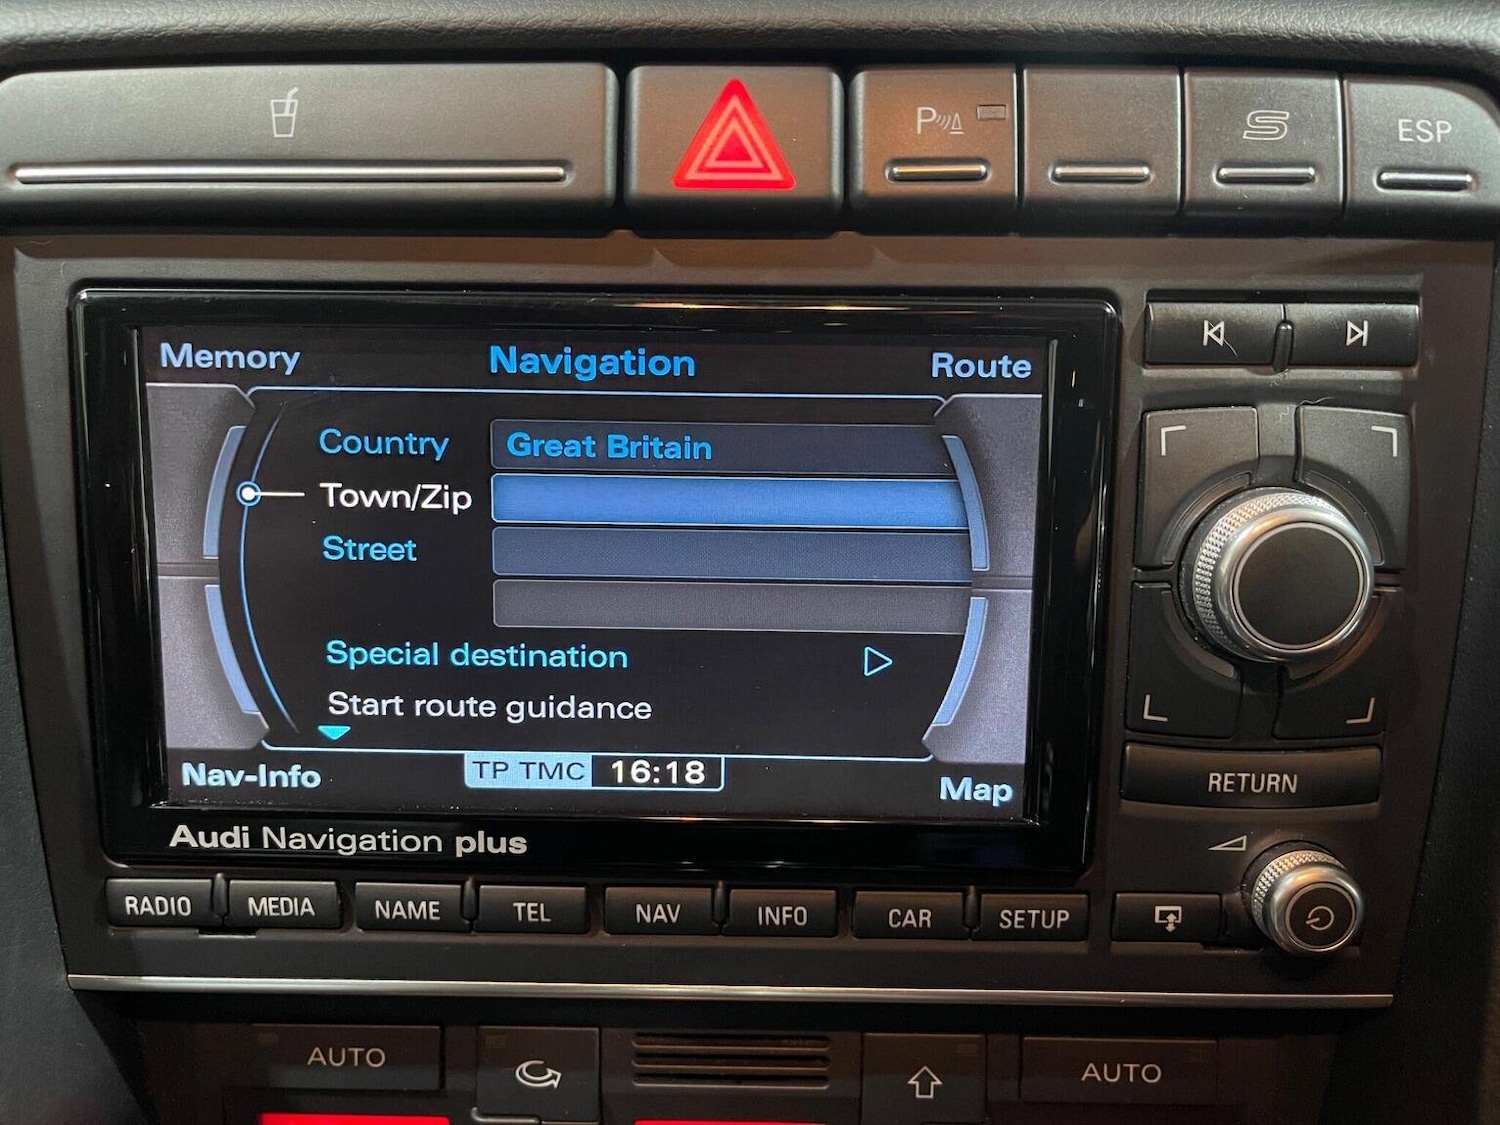 P S ESP
Memory Navigation Route
Country Great Britain
Town/Zip
Street
Special destination
Start route guidance
Nav-Info TP TMC 16:18 Map
RETURN
Audi Navigation plus
RADIO MEDIA NAME TEL NAV INFO CAR SETUP
AUTO AUTO